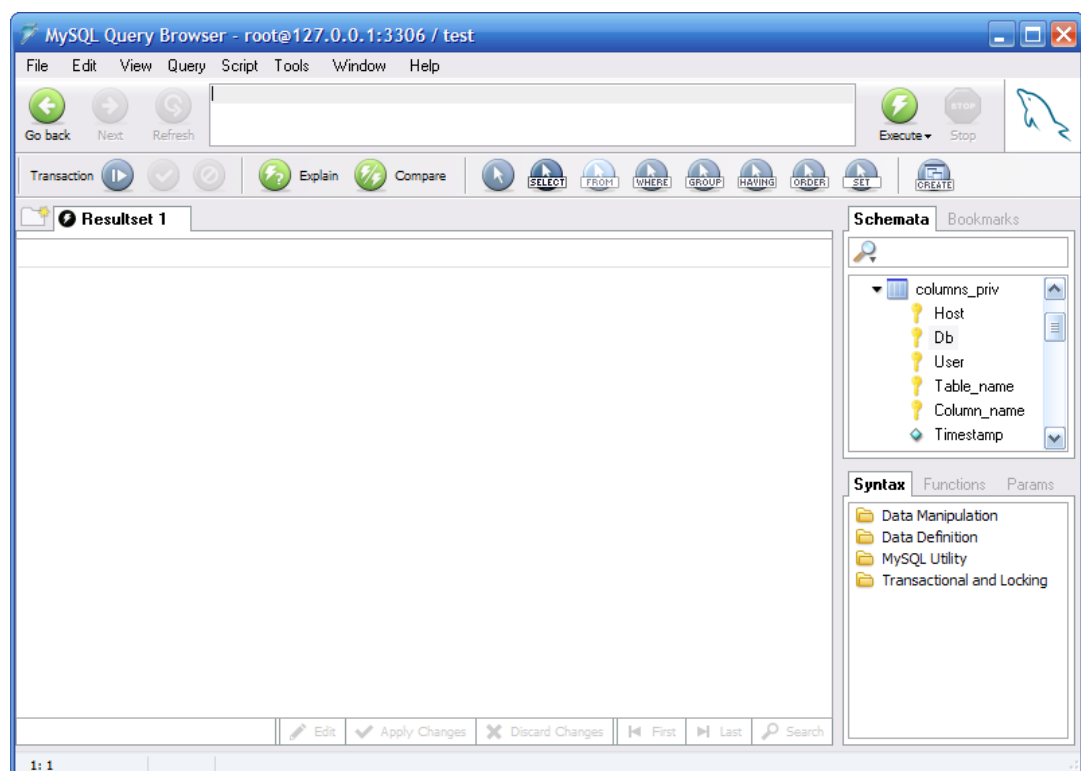 MySQL Query Browser - root@127.0.0.1:3306 / test
File Edit View Query Script Tools Window Help
Go back Next Refresh Execute STOP Stop
Transaction Explain Compare SELECT FROM WHERE GROUP HAVING ORDER SET CREATE
Resultset 1
Schemata Bookmarks
columns_priv
Host
Db
User
Table_name
Column_name
Timestamp
Syntax Functions Params
Data Manipulation
Data Definition
MySQL Utility
Transactional and Locking
Edit Apply Changes Discard Changes First Last Search
1: 1